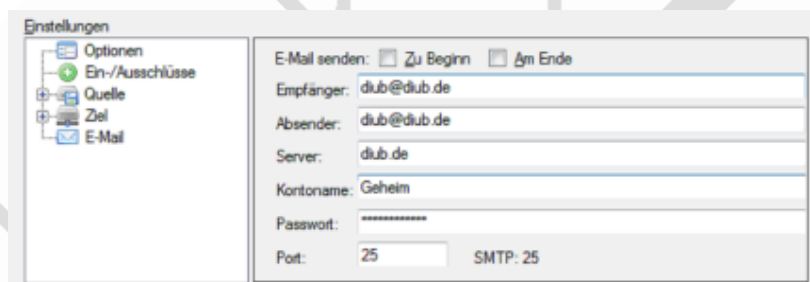 Einstellungen
Optionen
Ein-/Ausschlüsse
Quelle
Ziel
E-Mail
E-Mail senden: Zu Beginn Am Ende
Empfänger: diub@diub.de
Absender: diub@diub.de
Server: diub.de
Kontoname: Geheim
Passwort: ************
Port: 25 SMTP: 25